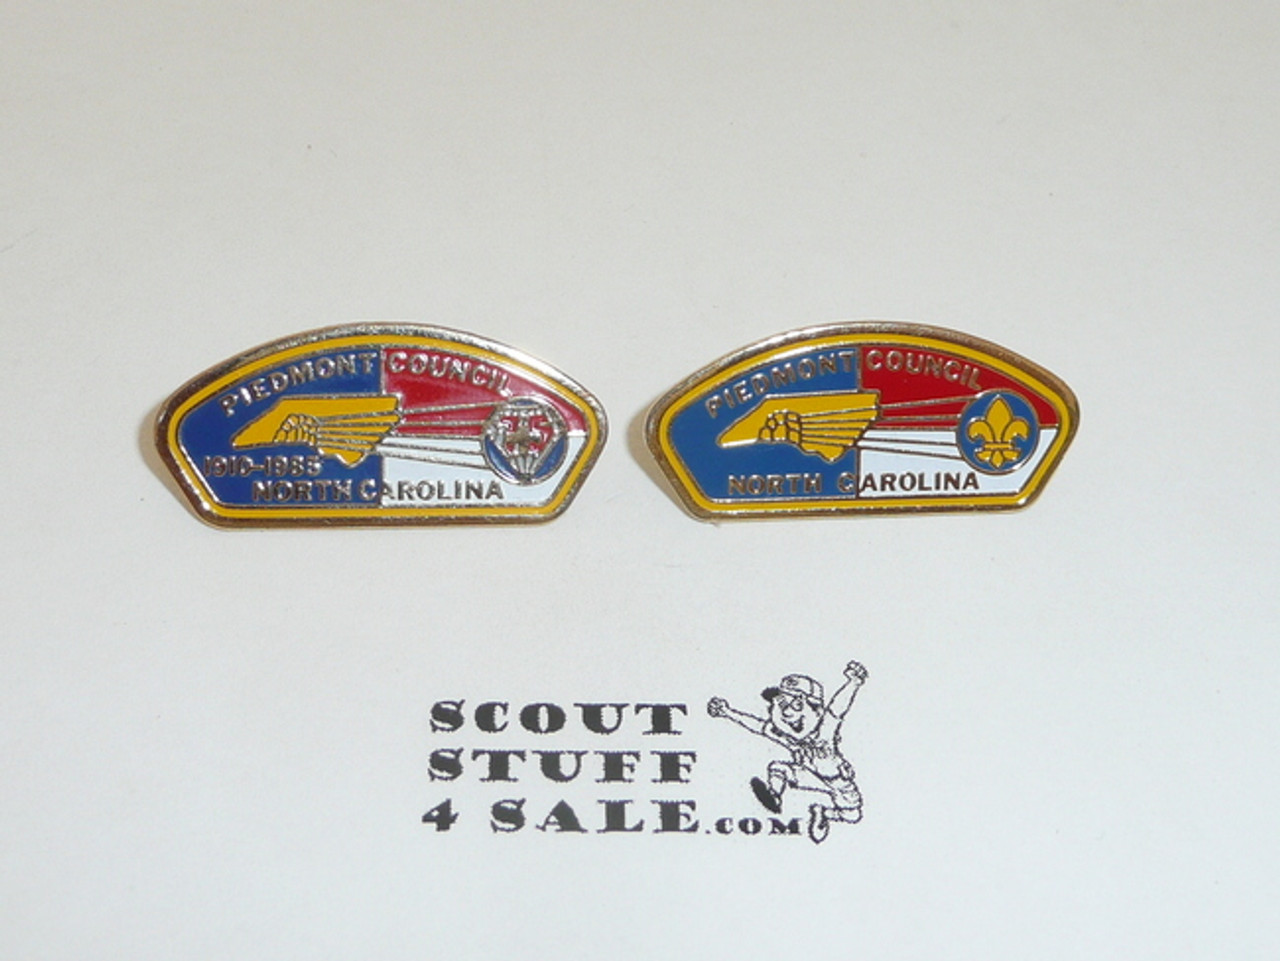 PIEDMONT COUNCIL
1910-1985
NORTH CAROLINA
PIEDMONT COUNCIL
NORTH CAROLINA
SCOUT
STUFF
4 SALE.COM